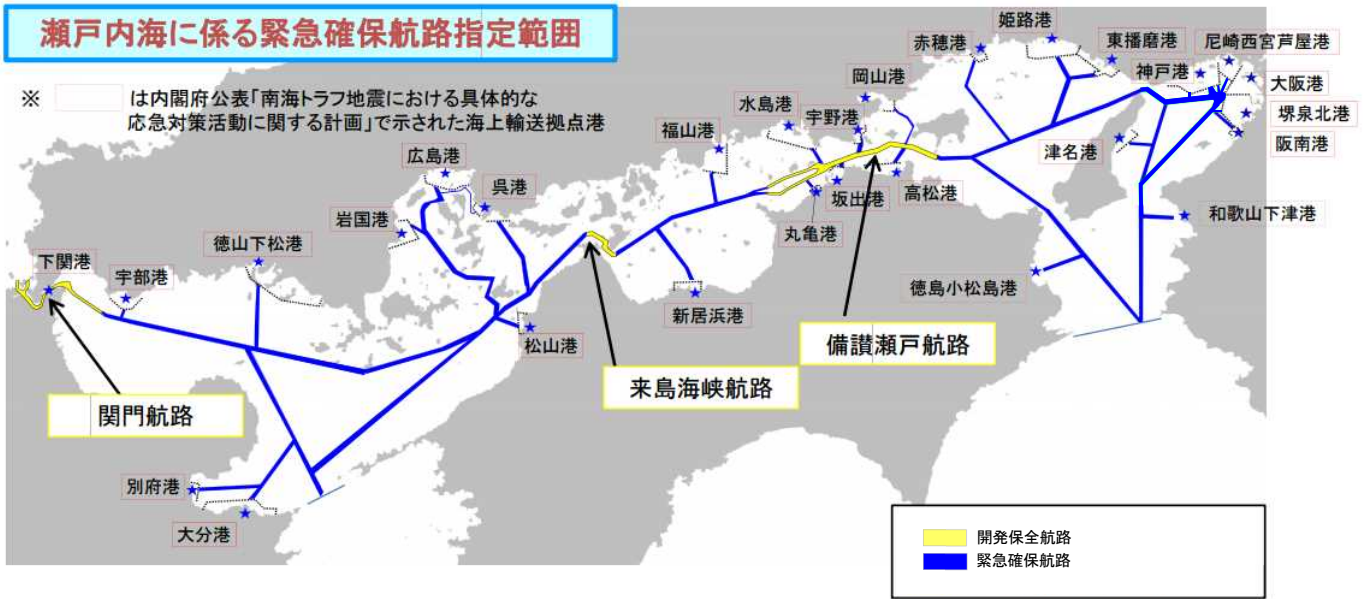 瀬戸内海に係る緊急確保航路指定範囲
※ は内閣府公表「南海トラフ地震における具体的な
応急対策活動に関する計画」で示された海上輸送拠点港
姫路港
赤穂港
東播磨港
尼崎西宮芦屋港
神戸港
大阪港
岡山港
水島港
宇野港
堺泉北港
福山港
阪南港
津名港
広島港
呉港
坂出港
高松港
岩国港
丸亀港
和歌山下津港
徳山下松港
下関港
宇部港
徳島小松島港
新居浜港
松山港
備讃瀬戸航路
来島海峡航路
関門航路
別府港
大分港
開発保全航路
緊急確保航路